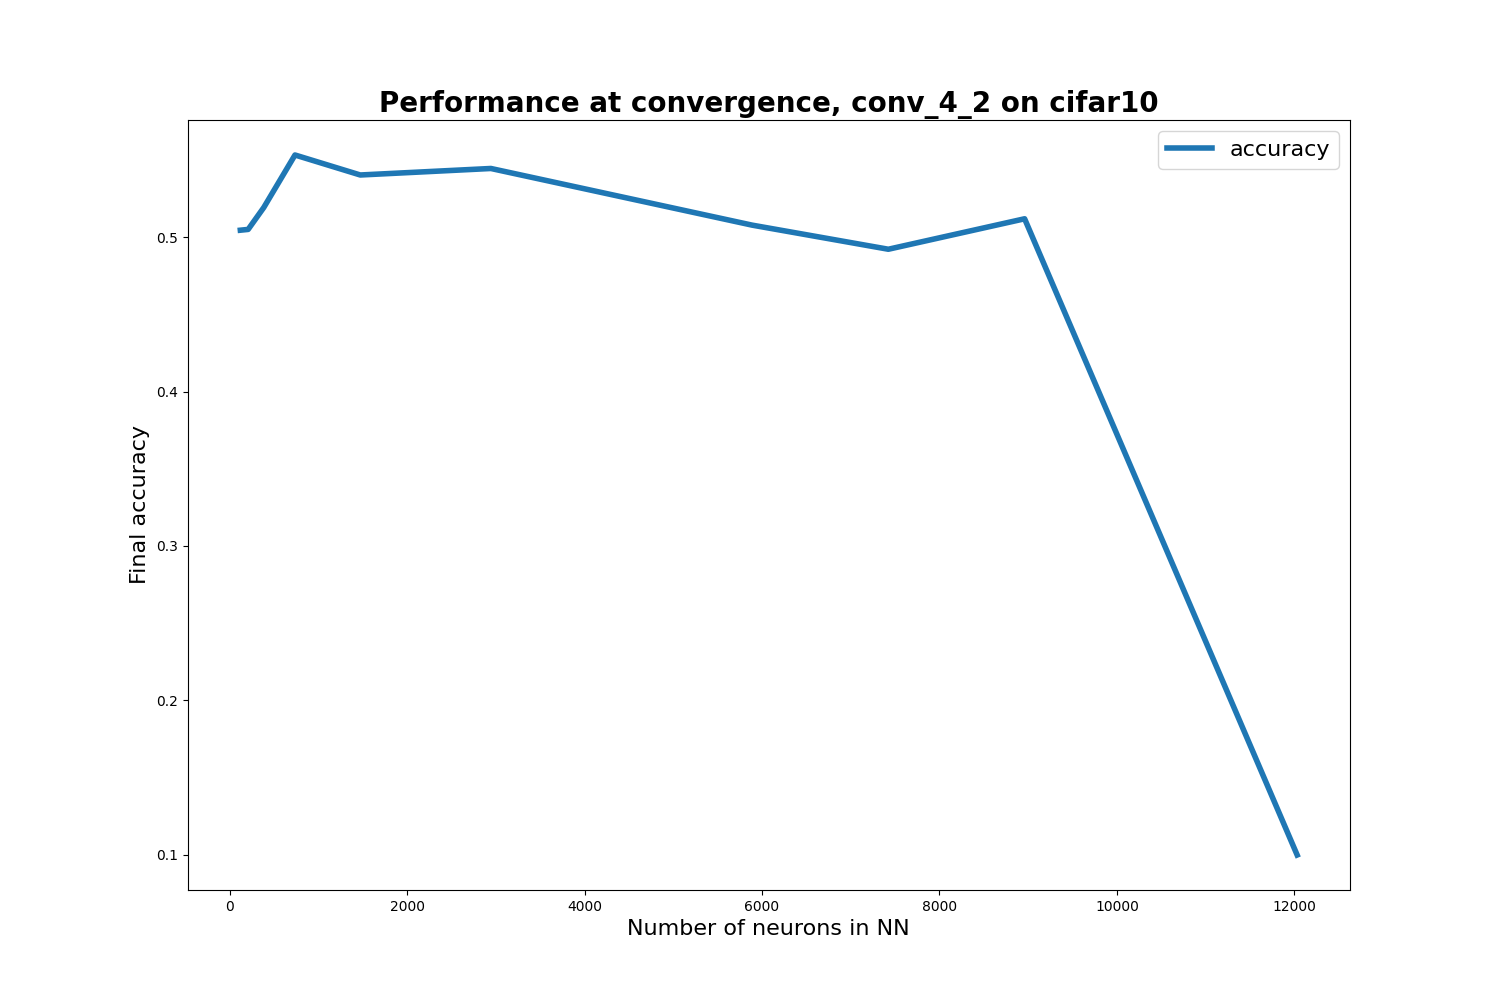 Performance at convergence, conv_4_2 on cifar10
accuracy
Final accuracy
0.5
0.4
0.3
0.2
0.1
0 2000 4000 6000 8000 10000 12000
Number of neurons in NN